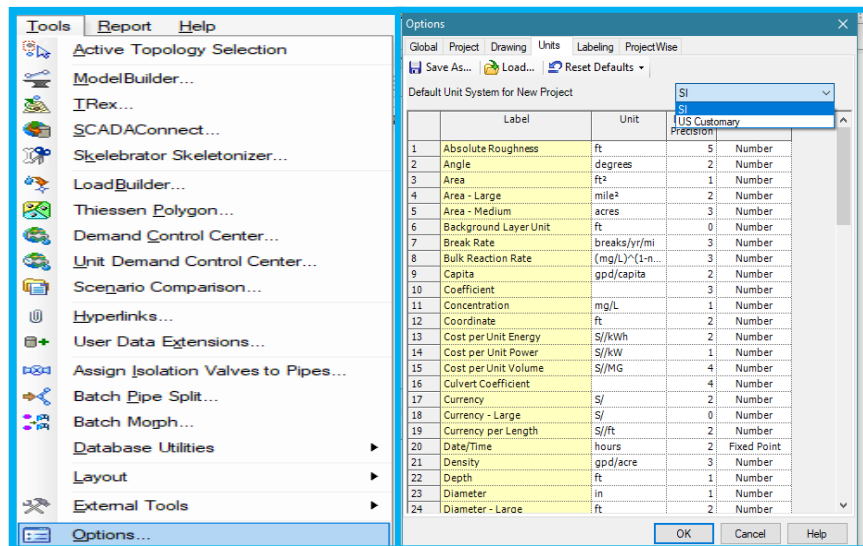 Tools Report Help
Active Topology Selection
ModelBuilder...
TRex...
SCADAConnect...
Skelebrator Skeletonizer...
LoadBuilder...
Thiessen Polygon...
Demand Control Center...
Unit Demand Control Center...
Scenario Comparison...
Hyperlinks...
User Data Extensions...
Assign Isolation Valves to Pipes...
Batch Pipe Split...
Batch Morph...
Database Utilities
Layout
External Tools
Options...
Options
Global Project Drawing Units Labeling ProjectWise
Save As... Load... Reset Defaults
Default Unit System for New Project SI
SI
US Customary
Label Unit Precision
1 Absolute Roughness ft 5 Number
2 Angle degrees 2 Number
3 Area ft² 1 Number
4 Area - Large mile² 2 Number
5 Area - Medium acres 3 Number
6 Background Layer Unit ft 0 Number
7 Break Rate breaks/yr/mi 3 Number
8 Bulk Reaction Rate (mg/L)^(1-n... 3 Number
9 Capita gpd/capita 2 Number
10 Coefficient 3 Number
11 Concentration mg/L 1 Number
12 Coordinate ft 2 Number
13 Cost per Unit Energy S//kWh 2 Number
14 Cost per Unit Power S//kW 1 Number
15 Cost per Unit Volume S//MG 4 Number
16 Culvert Coefficient 4 Number
17 Currency S/ 2 Number
18 Currency - Large S/ 0 Number
19 Currency per Length S//ft 2 Number
20 Date/Time hours 2 Fixed Point
21 Density gpd/acre 3 Number
22 Depth ft 1 Number
23 Diameter in 1 Number
24 Diameter - Large ft 2 Number
OK Cancel Help